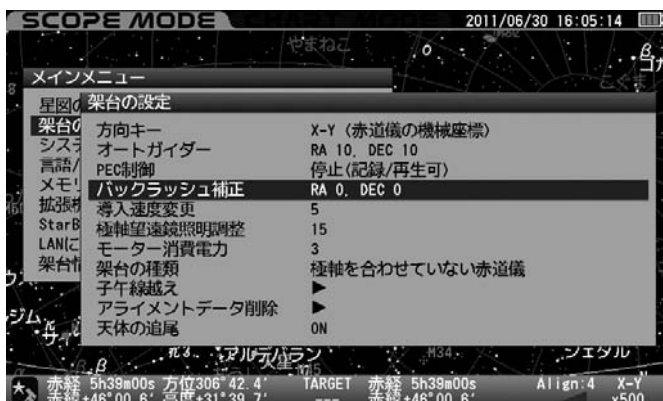 SCOPE MODE CHART MODE 2011/06/30 16:05:14
やまねこ
メインメニュー
架台の設定
星図の
架台の
システ
言語/
メモリ
拡張機
StarB
LANに
架台情
方向キー X-Y（赤道儀の機械座標）
オートガイダー RA 10, DEC 10
PEC制御 停止(記録/再生可)
バックラッシュ補正 RA 0, DEC 0
導入速度変更 5
極軸望遠鏡照明調整 15
モーター消費電力 3
架台の種類 極軸を合わせていない赤道儀
子午線越え ▶
アライメントデータ削除 ▶
天体の追尾 ON
アルデバラン
M34
シェダル
赤経 5h39m00s 方位306°42.4' TARGET 赤経 5h39m00s Align:4 X-Y
赤緯+46°00.6' 高度+31°39.7' --- 赤緯+46°00.6' x500